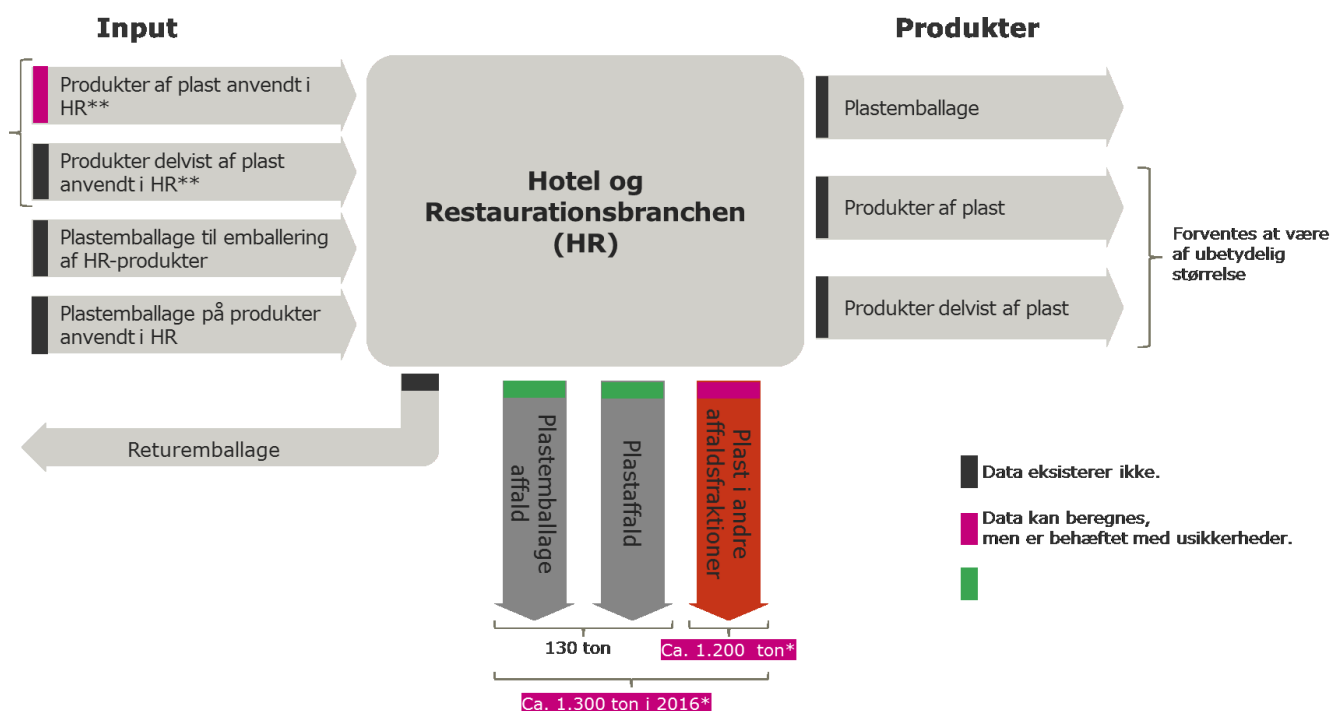 Input
Produkter af plast anvendt i
HR**
Produkter delvist af plast
anvendt i HR**
Plastemballage til emballering
af HR-produkter
Plastemballage på produkter
anvendt i HR
Returemballage
Hotel og
Restaurationsbranchen
(HR)
Produkter
Plastemballage
Produkter af plast
Produkter delvist af plast
Forventes at være
af ubetydelig
størrelse
Plastemballage
affald
Plastaffald
Plast i andre
affaldsfraktioner
130 ton
Ca. 1.200 ton*
Ca. 1.300 ton i 2016*
Data eksisterer ikke.
Data kan beregnes,
men er behæftet med usikkerheder.